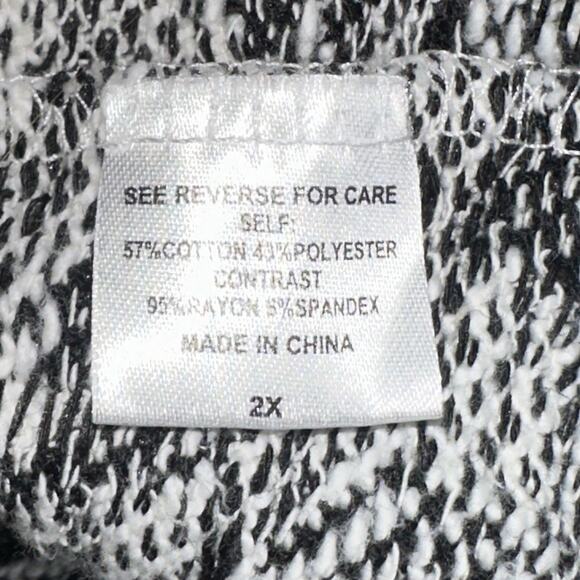 SEE REVERSE FOR CARE
SELF:
57%COTTON 43%POLYESTER
CONTRAST
95%RAYON 5%SPANDEX
MADE IN CHINA
2X